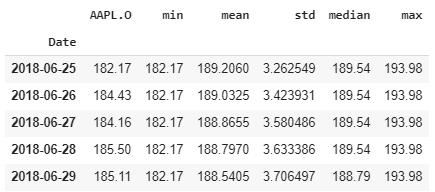 AAPL.O min mean std median max
Date
2018-06-25 182.17 182.17 189.2060 3.262549 189.54 193.98
2018-06-26 184.43 182.17 189.0325 3.423931 189.54 193.98
2018-06-27 184.16 182.17 188.8655 3.580486 189.54 193.98
2018-06-28 185.50 182.17 188.7970 3.633386 189.54 193.98
2018-06-29 185.11 182.17 188.5405 3.706497 188.79 193.98